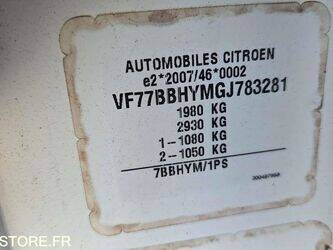 AUTOMOBILES CITROEN
e2*2007/46*0002
VF77BBHYMGJ783281
1980 KG
2930 KG
1-1080 KG
2-1050 KG
7BBHYM/1PS
STORE.FR